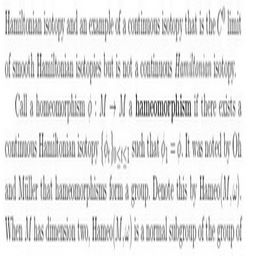 Hamiltonian isotopy and an example of a continuous isotopy that is the C⁰ limit
of smooth Hamiltonian isotopies but is not a continuous Hamiltonian isotopy.
Call a homeomorphism ϕ : M → M a hameomorphism if there exists a
continuous Hamiltonian isotopy {ϕₜ}₀≤ₜ≤₁ such that ϕ₁ = ϕ. It was noted by Oh
and Müller that hameomorphisms form a group. Denote this by Hameo(M, ω).
When M has dimension two, Hameo(M, ω) is a normal subgroup of the group of